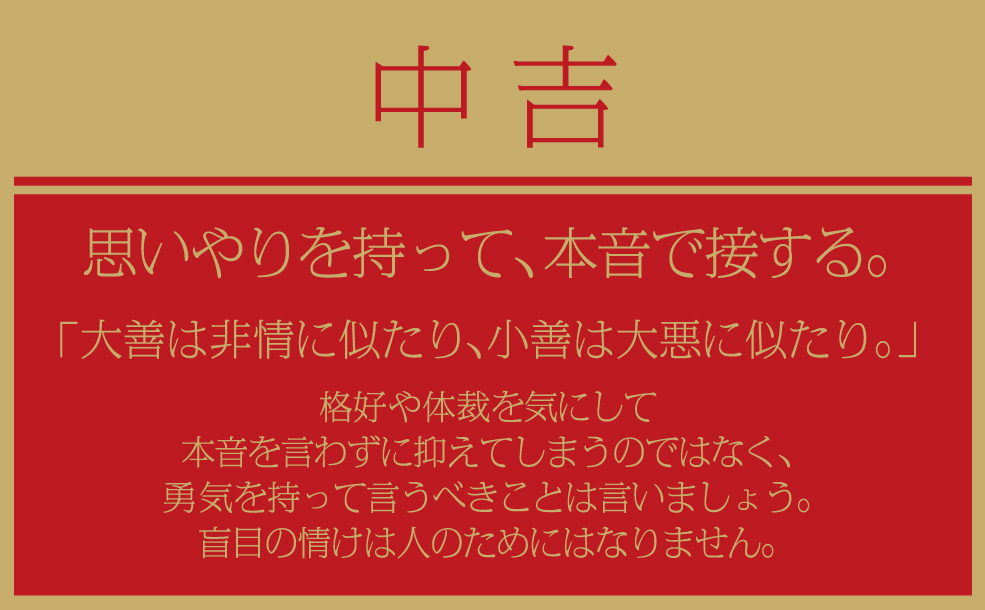 中吉
思いやりを持って、本音で接する。
「大善は非情に似たり、小善は大悪に似たり。」
格好や体裁を気にして
本音を言わずに抑えてしまうのではなく、
勇気を持って言うべきことは言いましょう。
盲目の情けは人のためにはなりません。